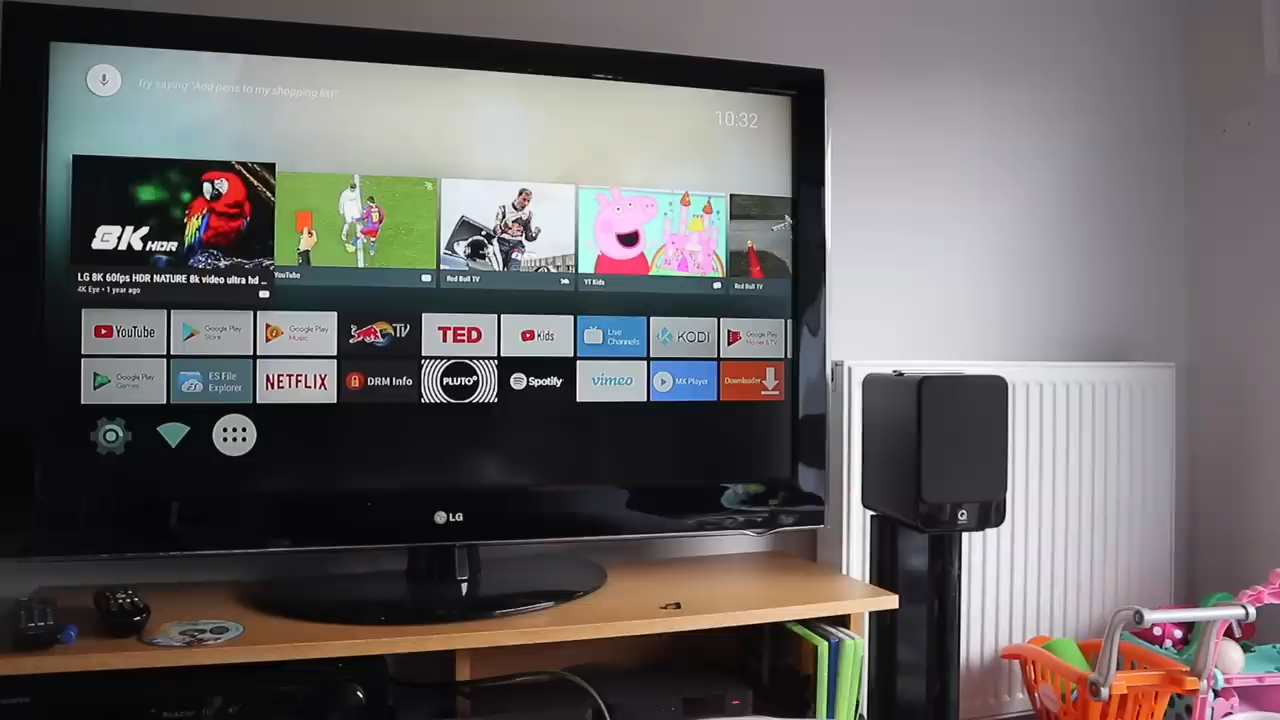 Try saying "Add pens to my shopping list"
10:32
8K HDR
LG 8K 60fps HDR NATURE 8k video ultra hd ...
4K Eye • 1 year ago
YouTube
Red Bull TV
YT Kids
Red Bull TV
YouTube
Google Play Store
Google Play Music
Red Bull TV
TED
Kids
Live Channels
KODI
Google Play Movies & TV
Google Play Games
ES File Explorer
NETFLIX
DRM Info
PLUTO
Spotify
vimeo
MX Player
Downloader
LG
Q